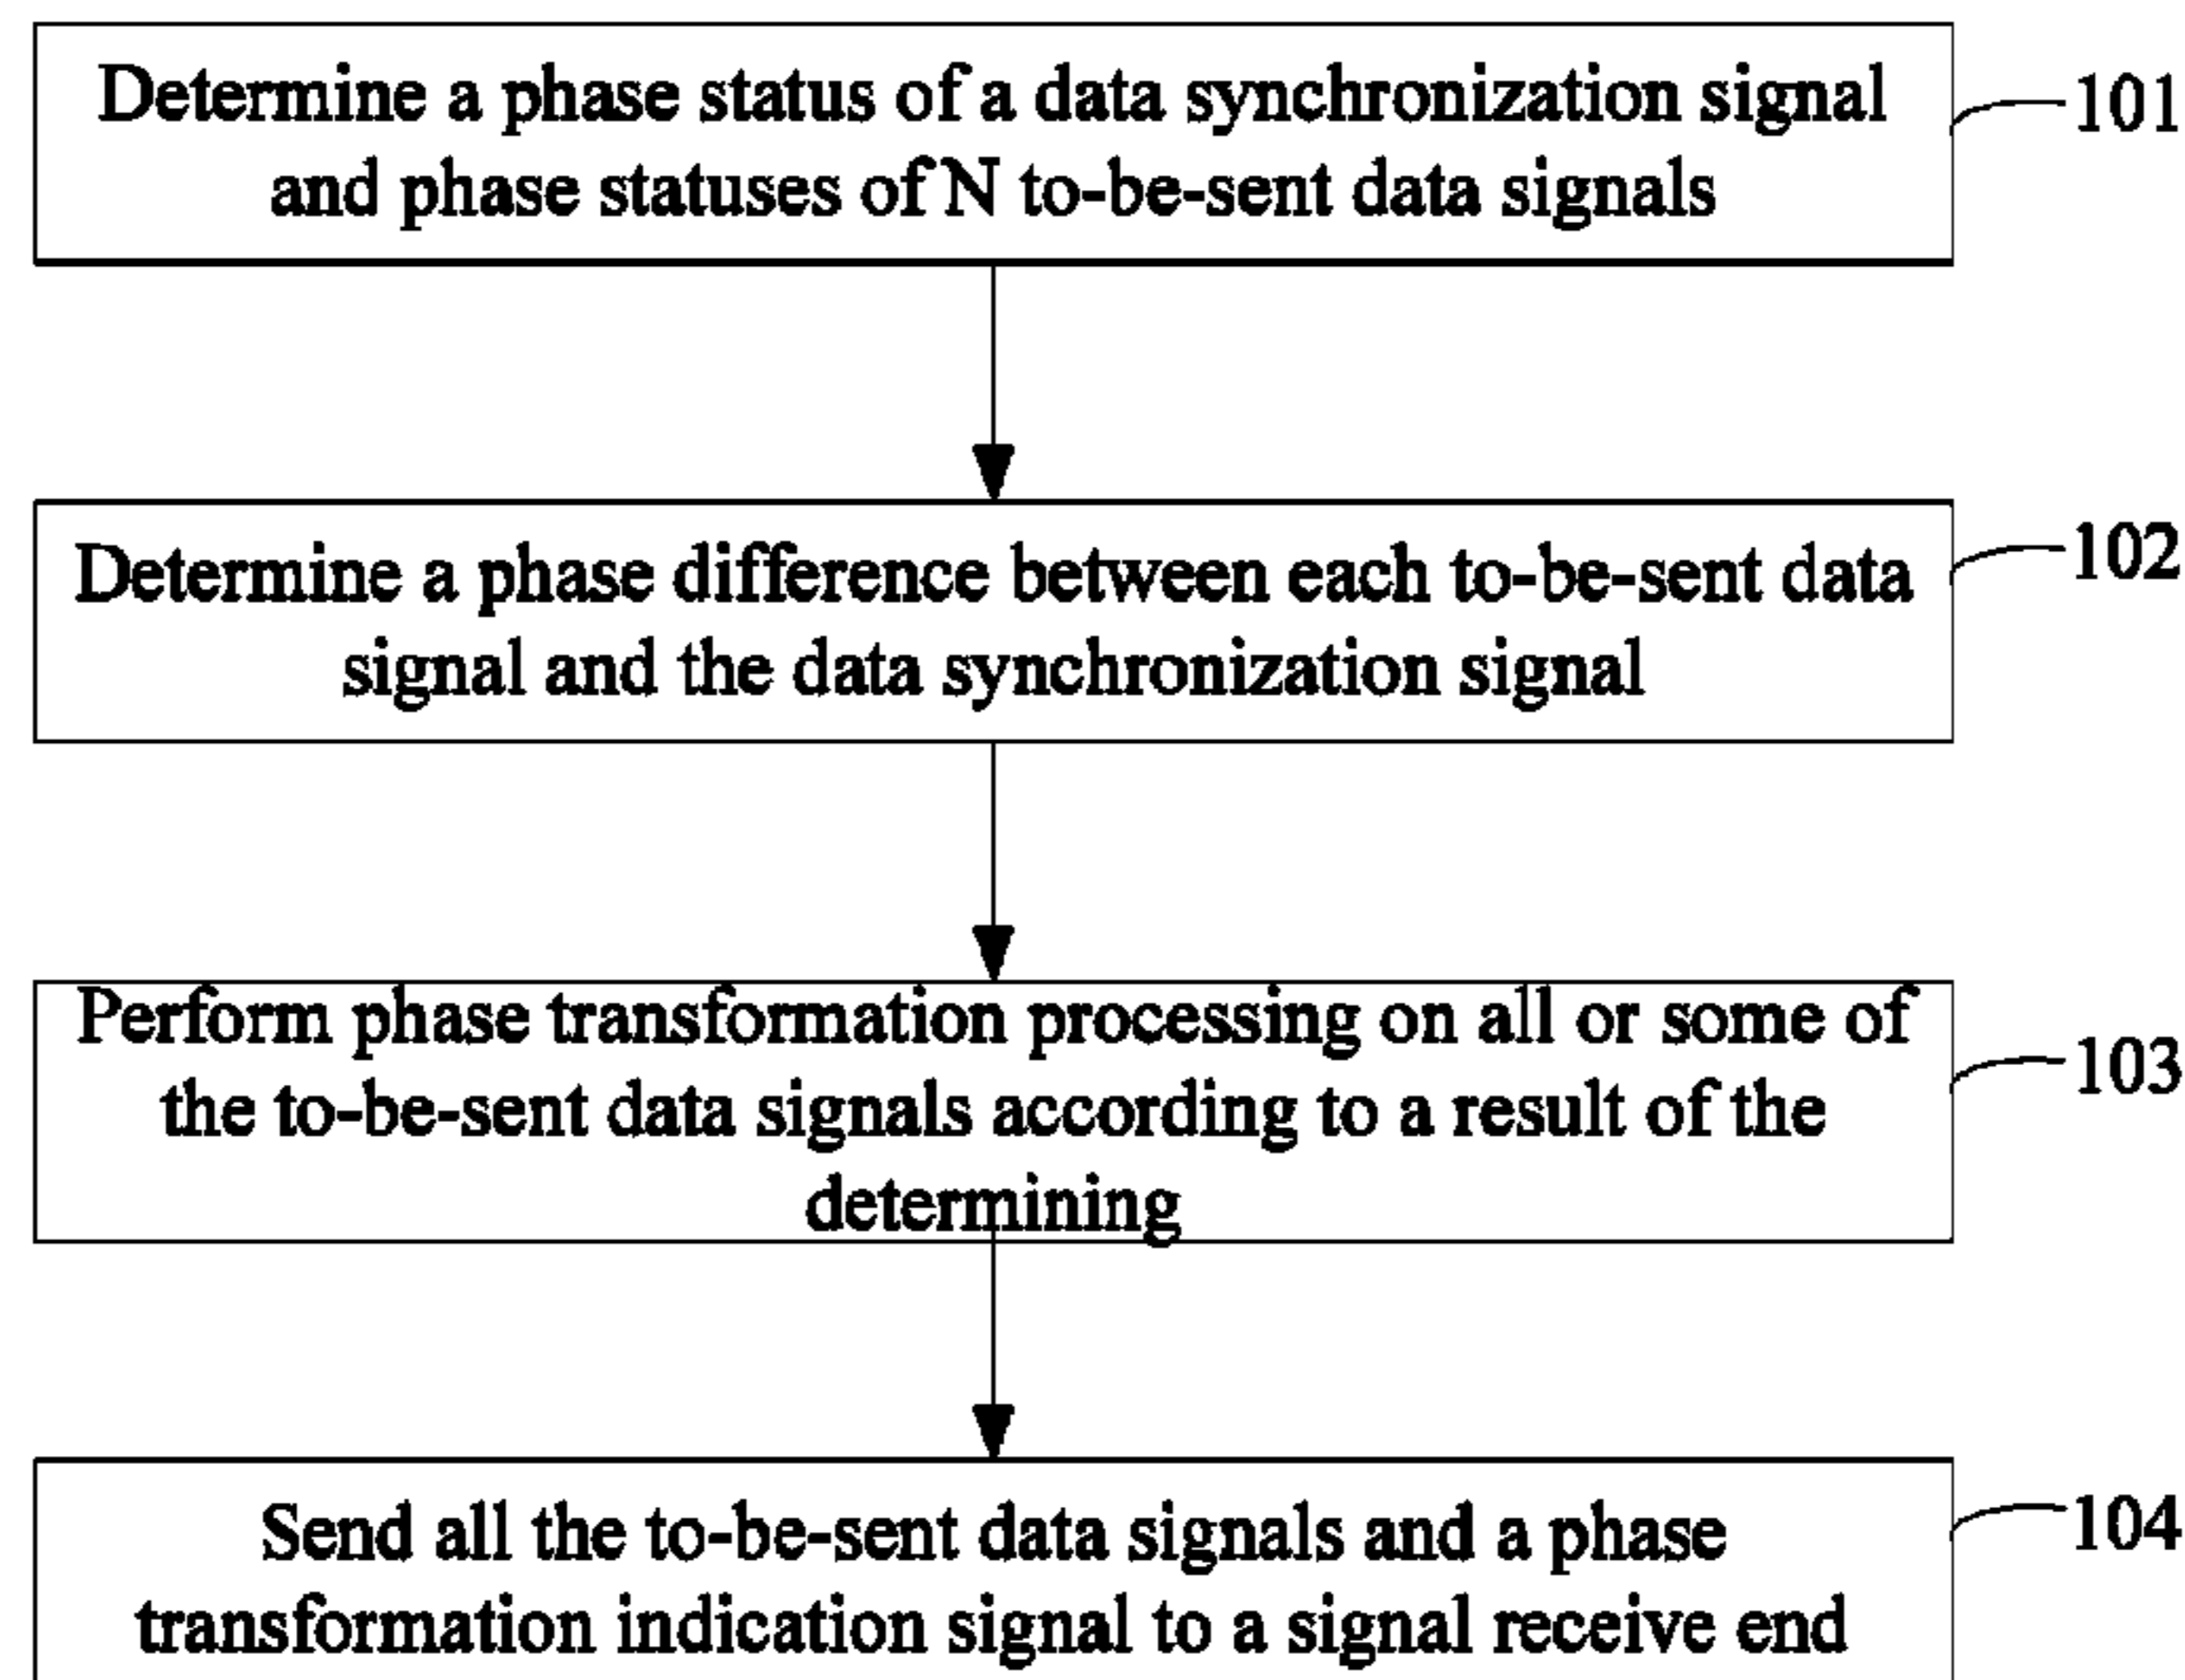 Determine a phase status of a data synchronization signal
and phase statuses of N to-be-sent data signals
101
Determine a phase difference between each to-be-sent data
signal and the data synchronization signal
102
Perform phase transformation processing on all or some of
the to-be-sent data signals according to a result of the
determining
103
Send all the to-be-sent data signals and a phase
transformation indication signal to a signal receive end
104